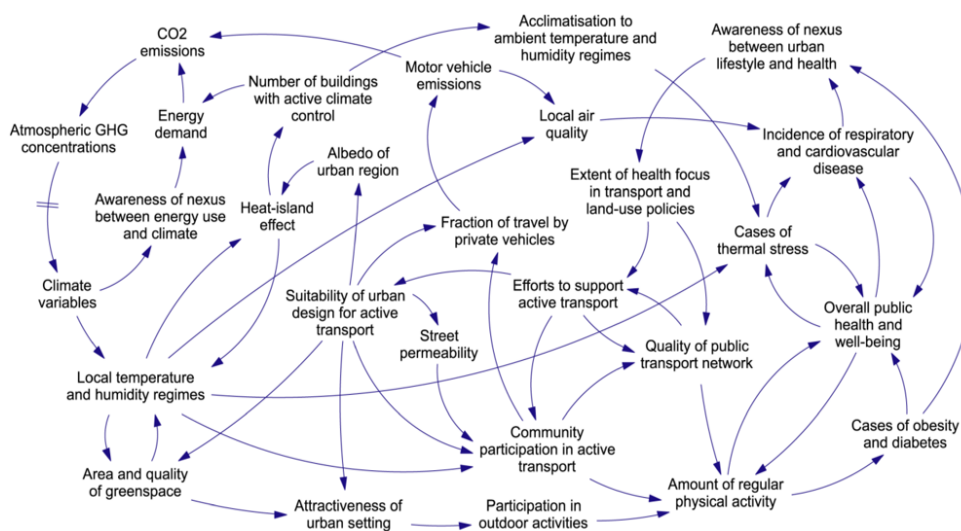 CO2
emissions
Acclimatisation to
ambient temperature and
humidity regimes
Awareness of nexus
between urban
lifestyle and health
Number of buildings
with active climate
control
Motor vehicle
emissions
Atmospheric GHG
concentrations
Energy
demand
Local air
quality
Incidence of respiratory
and cardiovascular
disease
Albedo of
urban region
Extent of health focus
in transport and
land-use policies
Awareness of nexus
between energy use
and climate
Heat-island
effect
Fraction of travel by
private vehicles
Cases of
thermal stress
Climate
variables
Suitability of urban
design for active
transport
Efforts to support
active transport
Overall public
health and
well-being
Street
permeability
Quality of public
transport network
Local temperature
and humidity regimes
Community
participation in active
transport
Cases of obesity
and diabetes
Area and quality
of greenspace
Amount of regular
physical activity
Attractiveness of
urban setting
Participation in
outdoor activities